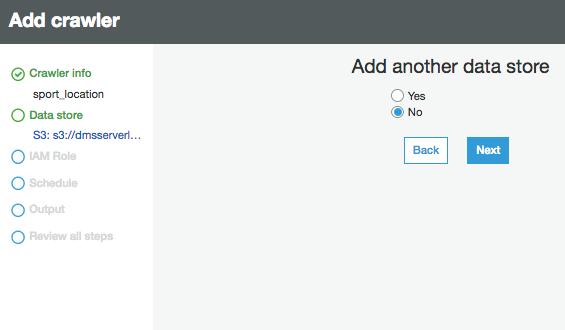 Add crawler
Crawler info
sport_location
Data store
S3: s3://dmsserverl...
IAM Role
Schedule
Output
Review all steps
Add another data store
Yes
No
Back
Next